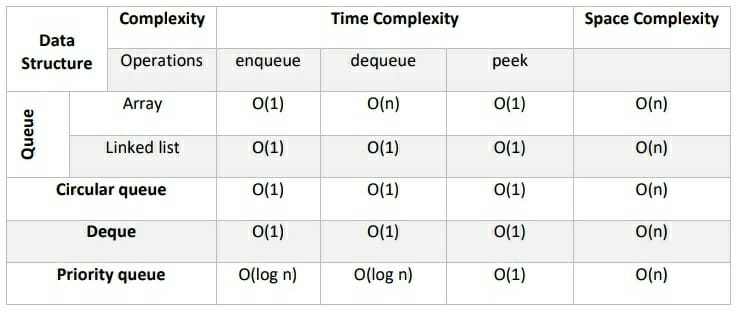 Data Structure Complexity Time Complexity Space Complexity
Operations enqueue dequeue peek
Queue Array O(1) O(n) O(1) O(n)
Linked list O(1) O(1) O(1) O(n)
Circular queue O(1) O(1) O(1) O(n)
Deque O(1) O(1) O(1) O(n)
Priority queue O(log n) O(log n) O(1) O(n)